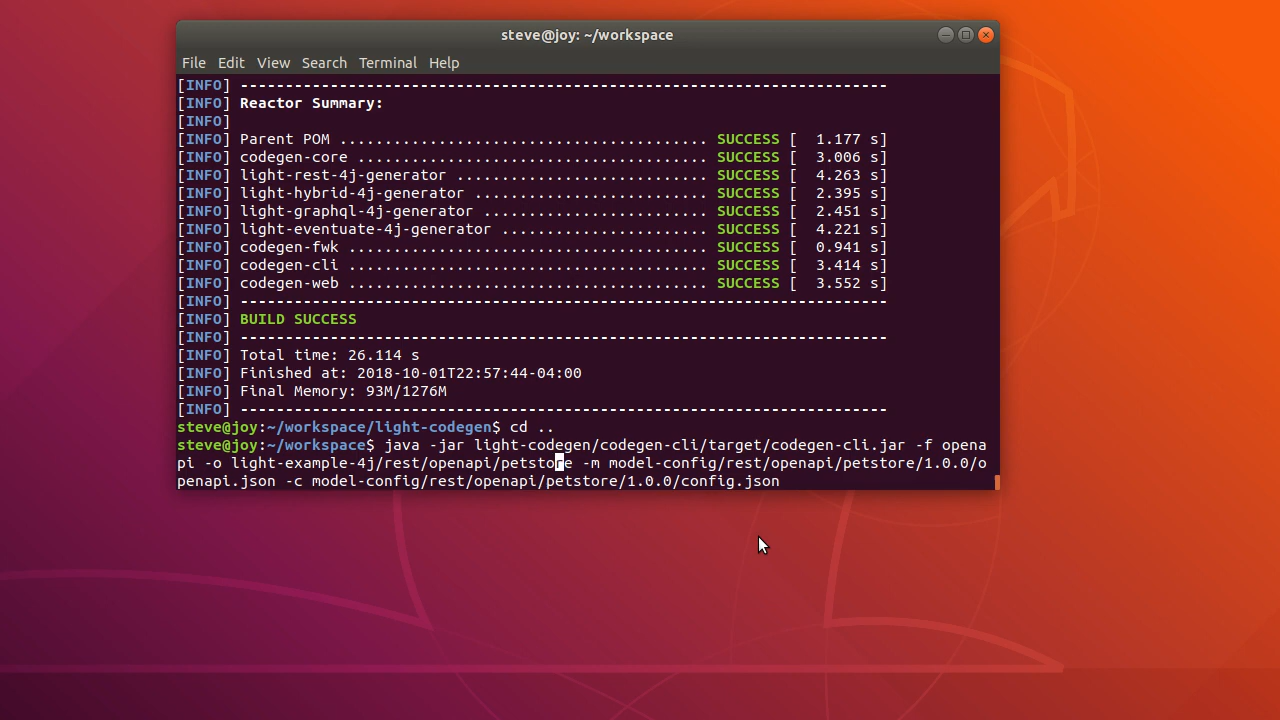 steve@joy: ~/workspace
File Edit View Search Terminal Help
[INFO] ------------------------------------------------------------------------
[INFO] Reactor Summary:
[INFO]
[INFO] Parent POM ......................................... SUCCESS [  1.177 s]
[INFO] codegen-core ....................................... SUCCESS [  3.006 s]
[INFO] light-rest-4j-generator ............................ SUCCESS [  4.263 s]
[INFO] light-hybrid-4j-generator .......................... SUCCESS [  2.395 s]
[INFO] light-graphql-4j-generator ......................... SUCCESS [  2.451 s]
[INFO] light-eventuate-4j-generator ....................... SUCCESS [  4.221 s]
[INFO] codegen-fwk ........................................ SUCCESS [  0.941 s]
[INFO] codegen-cli ........................................ SUCCESS [  3.414 s]
[INFO] codegen-web ........................................ SUCCESS [  3.552 s]
[INFO] ------------------------------------------------------------------------
[INFO] BUILD SUCCESS
[INFO] ------------------------------------------------------------------------
[INFO] Total time: 26.114 s
[INFO] Finished at: 2018-10-01T22:57:44-04:00
[INFO] Final Memory: 93M/1276M
[INFO] ------------------------------------------------------------------------
steve@joy:~/workspace/light-codegen$ cd ..
steve@joy:~/workspace$ java -jar light-codegen/codegen-cli/target/codegen-cli.jar -f opena
pi -o light-example-4j/rest/openapi/petstore -m model-config/rest/openapi/petstore/1.0.0/o
penapi.json -c model-config/rest/openapi/petstore/1.0.0/config.json